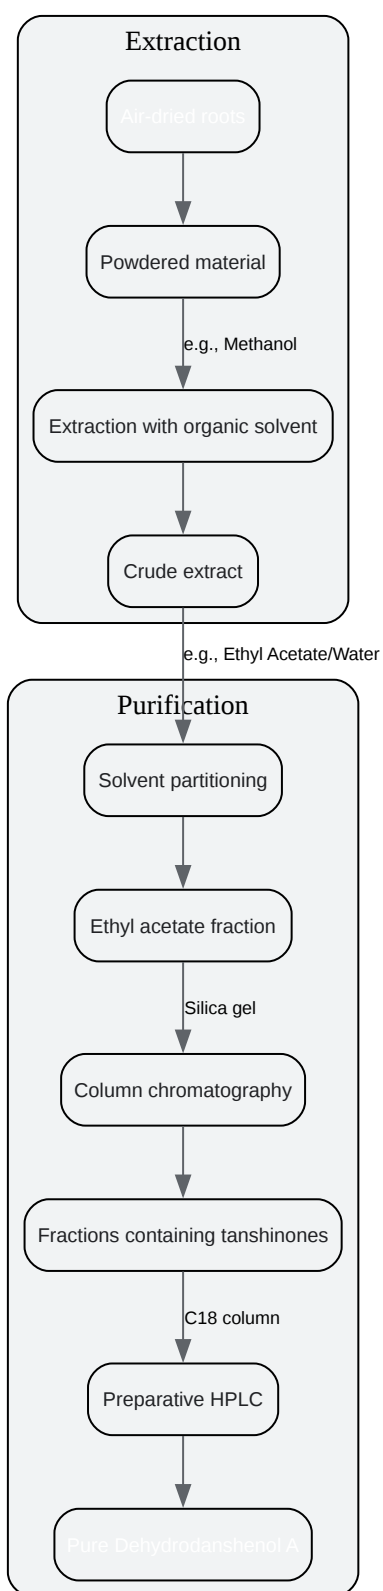 Extraction
Air-dried roots
Powdered material
e.g., Methanol
Extraction with organic solvent
Crude extract
e.g., Ethyl Acetate/Water
Purification
Solvent partitioning
Ethyl acetate fraction
Silica gel
Column chromatography
Fractions containing tanshinones
C18 column
Preparative HPLC
Pure Dehydrodanshenol A